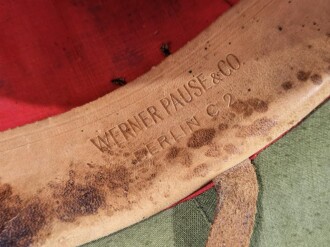 WERNER PAUSE & CO.
BERLIN C 2